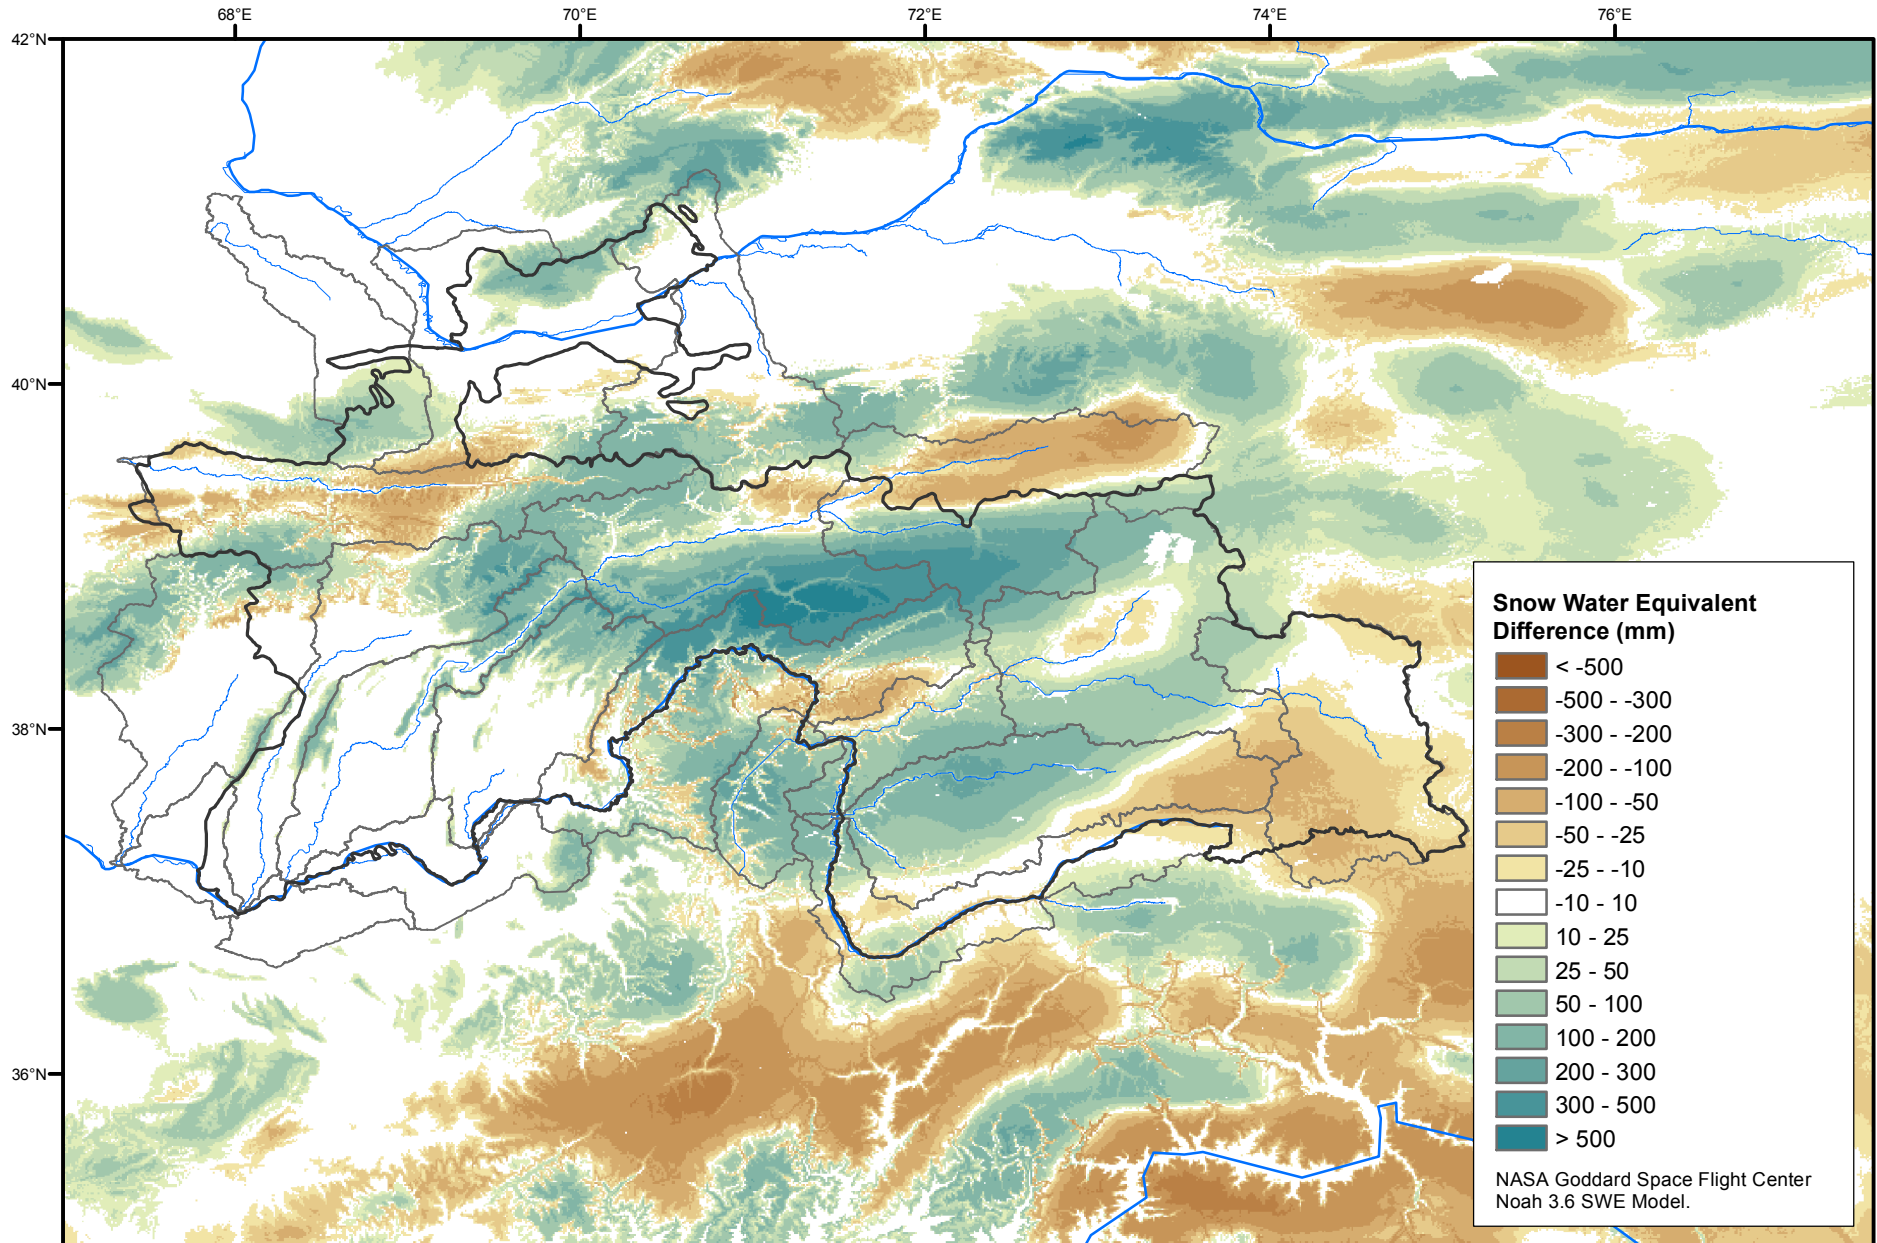 68°E
70°E
72°E
74°E
76°E
42°N
40°N
38°N
36°N
Snow Water Equivalent
Difference (mm)
< -500
-500 - -300
-300 - -200
-200 - -100
-100 - -50
-50 - -25
-25 - -10
-10 - 10
10 - 25
25 - 50
50 - 100
100 - 200
200 - 300
300 - 500
> 500
NASA Goddard Space Flight Center
Noah 3.6 SWE Model.